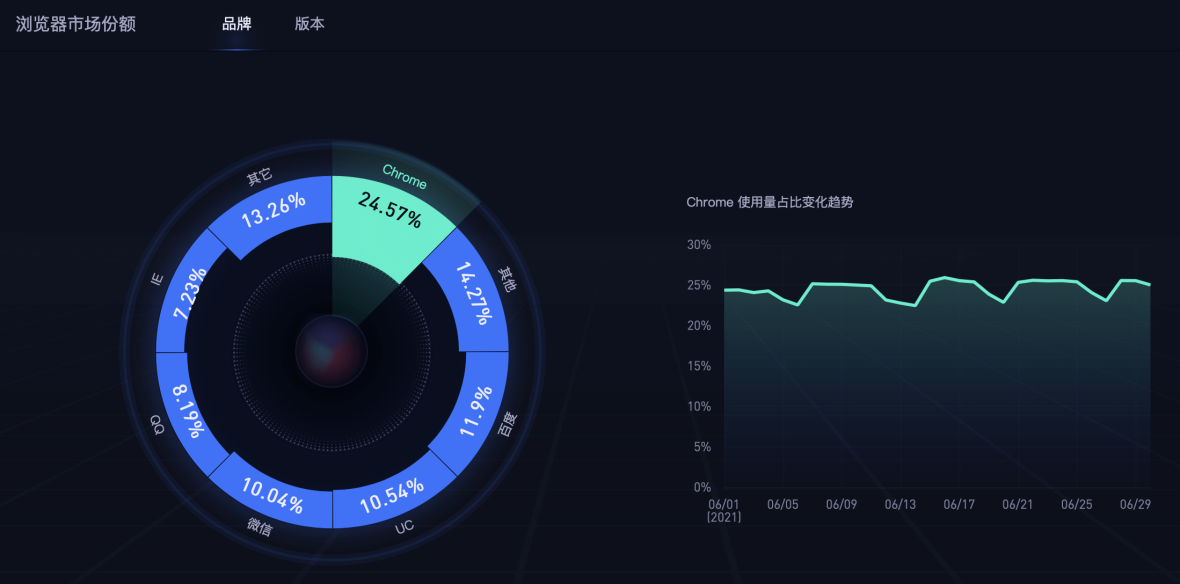 浏览器市场份额
品牌
版本
Chrome
24.57%
其他
14.27%
百度
11.9%
UC
10.54%
微信
10.04%
QQ
8.19%
IE
7.23%
其它
13.26%
Chrome 使用量占比变化趋势
30%
25%
20%
15%
10%
5%
0%
06/01 06/05 06/09 06/13 06/17 06/21 06/25 06/29
(2021)